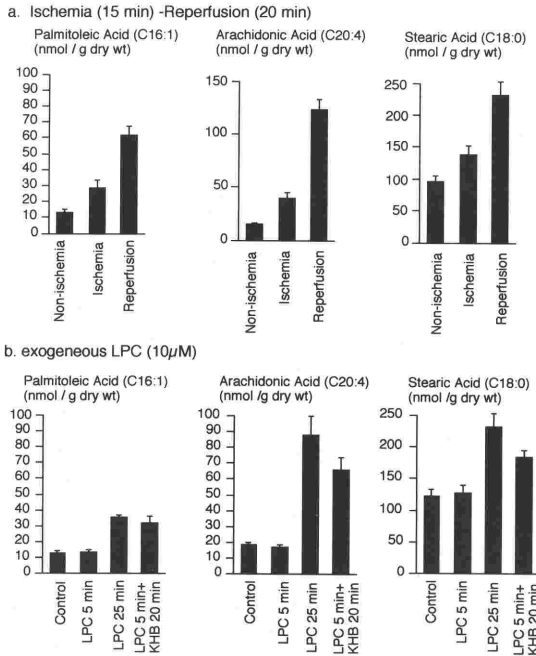 a. Ischemia (15 min) -Reperfusion (20 min)
Palmitoleic Acid (C16:1)
(nmol / g dry wt)
100
90
80
70
60
50
40
30
20
10
Non-ischemia
Ischemia
Reperfusion
Arachidonic Acid (C20:4)
(nmol / g dry wt)
150
100
50
0
Non-ischemia
Ischemia
Reperfusion
Stearic Acid (C18:0)
(nmol / g dry wt)
250
200
150
100
50
0
Non-ischemia
Ischemia
Reperfusion
b. exogeneous LPC (10μM)
Palmitoleic Acid (C16:1)
(nmol / g dry wt)
100
90
80
70
60
50
40
30
20
10
0
Control
LPC 5 min
LPC 25 min
LPC 5 min+
KHB 20 min
Arachidonic Acid (C20:4)
(nmol /g dry wt)
100
90
80
70
60
50
40
30
20
10
0
Control
LPC 5 min
LPC 25 min
LPC 5 min+
KHB 20 min
Stearic Acid (C18:0)
(nmol/g dry wt)
250
200
150
100
50
0
Control
LPC 5 min
LPC 25 min
LPC 5 min+
KHB 20 min